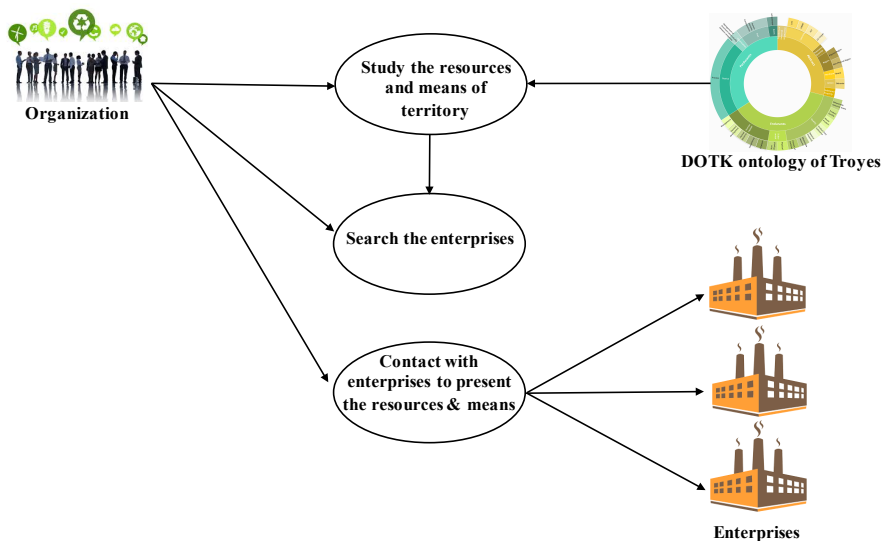 Organization
Study the resources
and means of
territory
DOTK ontology of Troyes
Search the enterprises
Contact with
enterprises to present
the resources & means
Enterprises